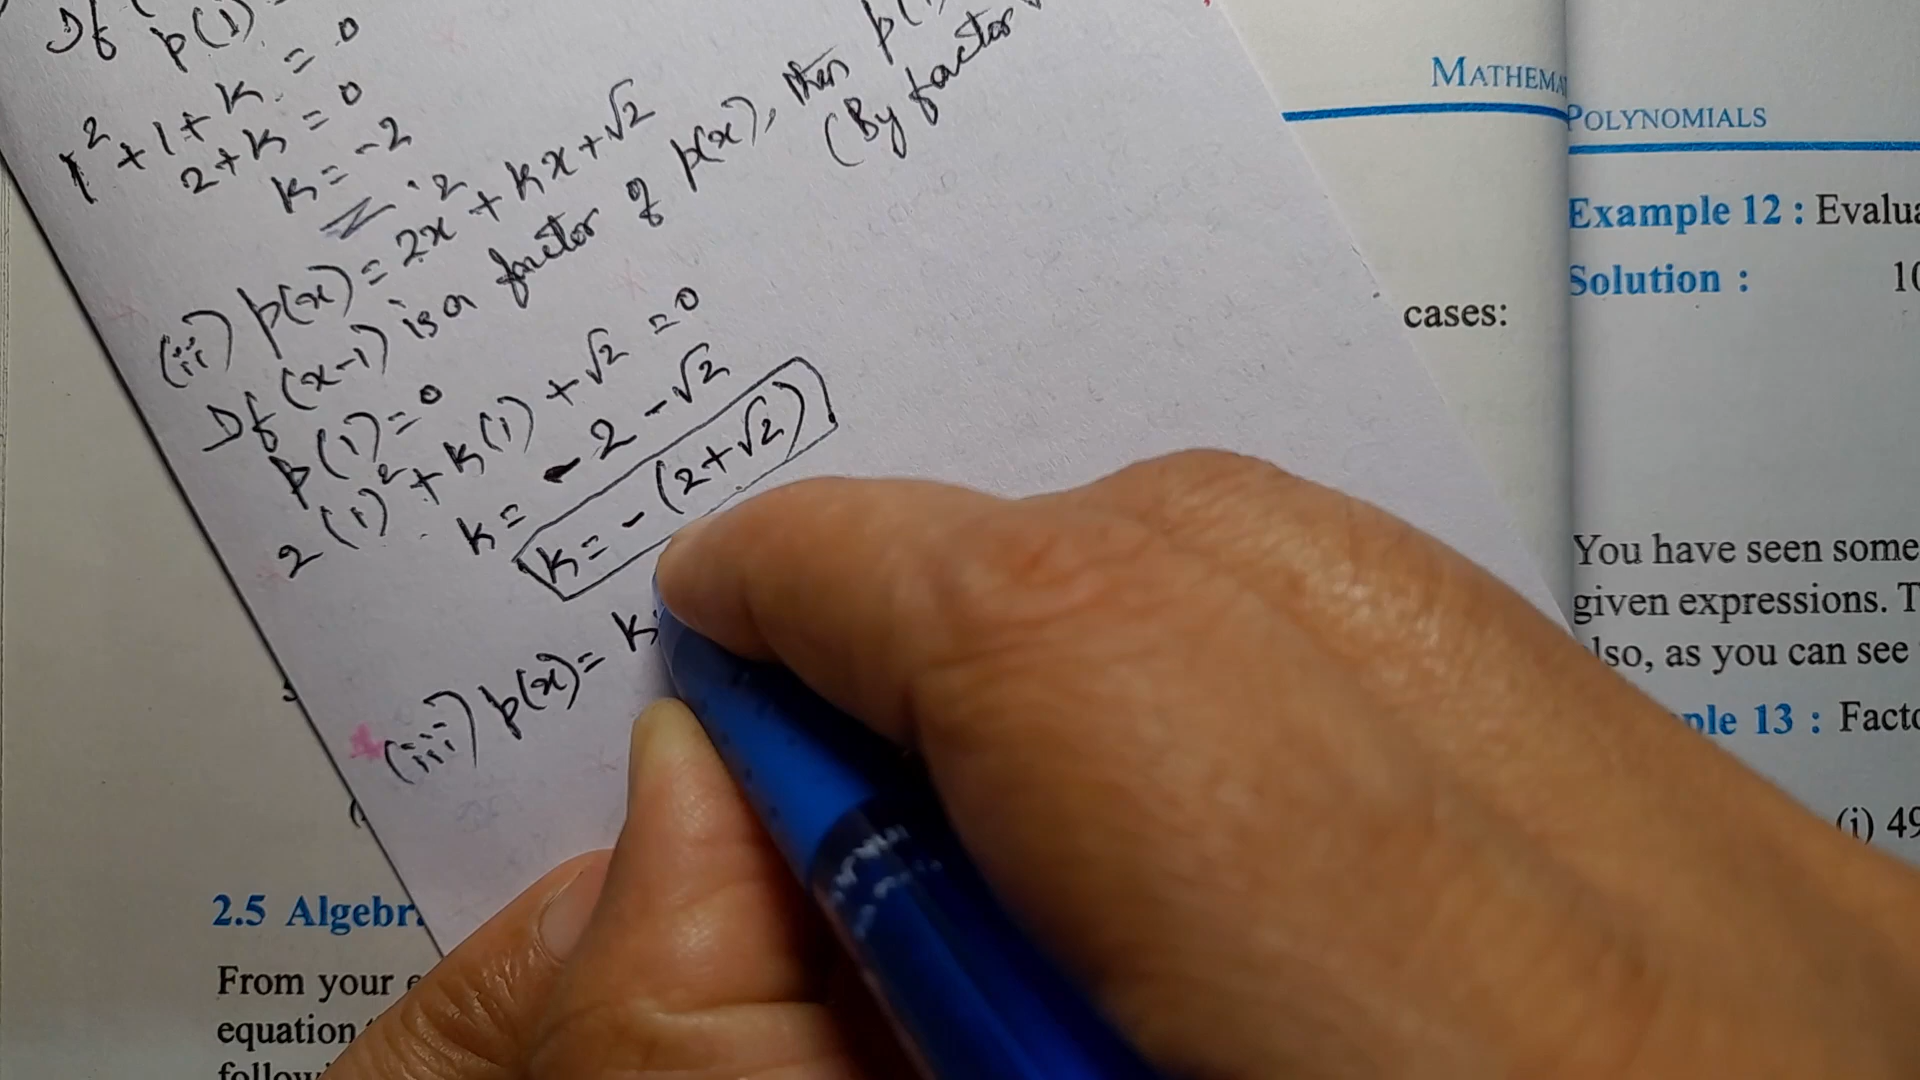 If p(1)
1² + 1 + k = 0
2 + k = 0
k = -2
(ii) p(x) = 2x² + kx + √2
If (x-1) is a factor of p(x), then p(
(By factor
p(1) = 0
2(1)² + k(1) + √2 = 0
k = - 2 - √2
k = - (2 + √2)
(iii) p(x) = k
2.5 Algebr
From your e
equation
follow
cases:
MATHEMA
POLYNOMIALS
Example 12 : Evalua
Solution : 10
You have seen some
given expressions. T
lso, as you can see
ple 13 : Facto
(i) 49